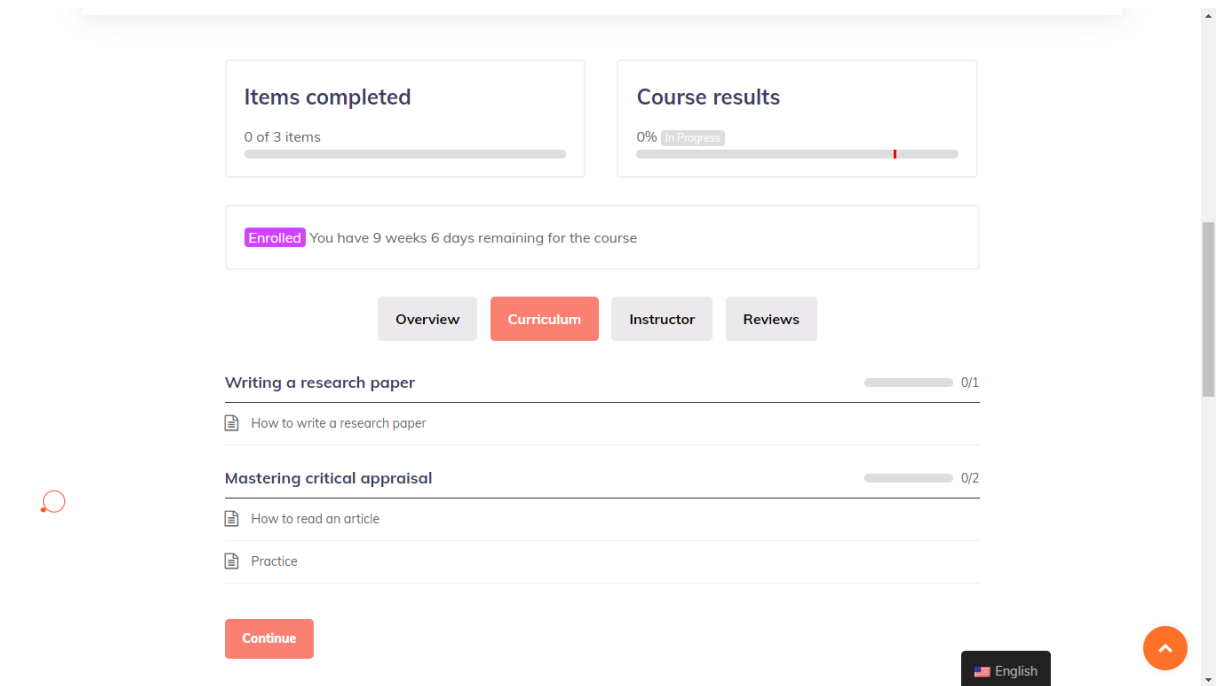 Items completed
0 of 3 items
Course results
0% In Progress
Enrolled You have 9 weeks 6 days remaining for the course
Overview
Curriculum
Instructor
Reviews
Writing a research paper
0/1
How to write a research paper
Mastering critical appraisal
0/2
How to read an article
Practice
Continue
English